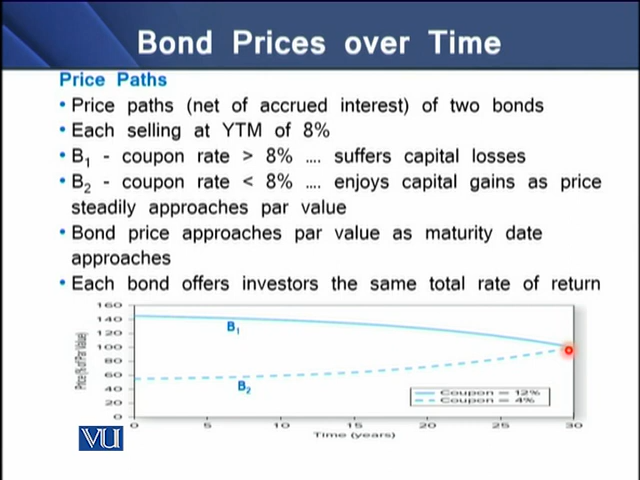 Bond Prices over Time
Price Paths
• Price paths (net of accrued interest) of two bonds
• Each selling at YTM of 8%
• B1 - coupon rate > 8% .... suffers capital losses
• B2 - coupon rate < 8% .... enjoys capital gains as price
steadily approaches par value
• Bond price approaches par value as maturity date
approaches
• Each bond offers investors the same total rate of return
Price (% of Par Value)
160
140
120
100
80
60
40
20
0
B1
B2
Coupon = 12%
Coupon = 4%
0 5 10 15 20 25 30
Time (years)
VU